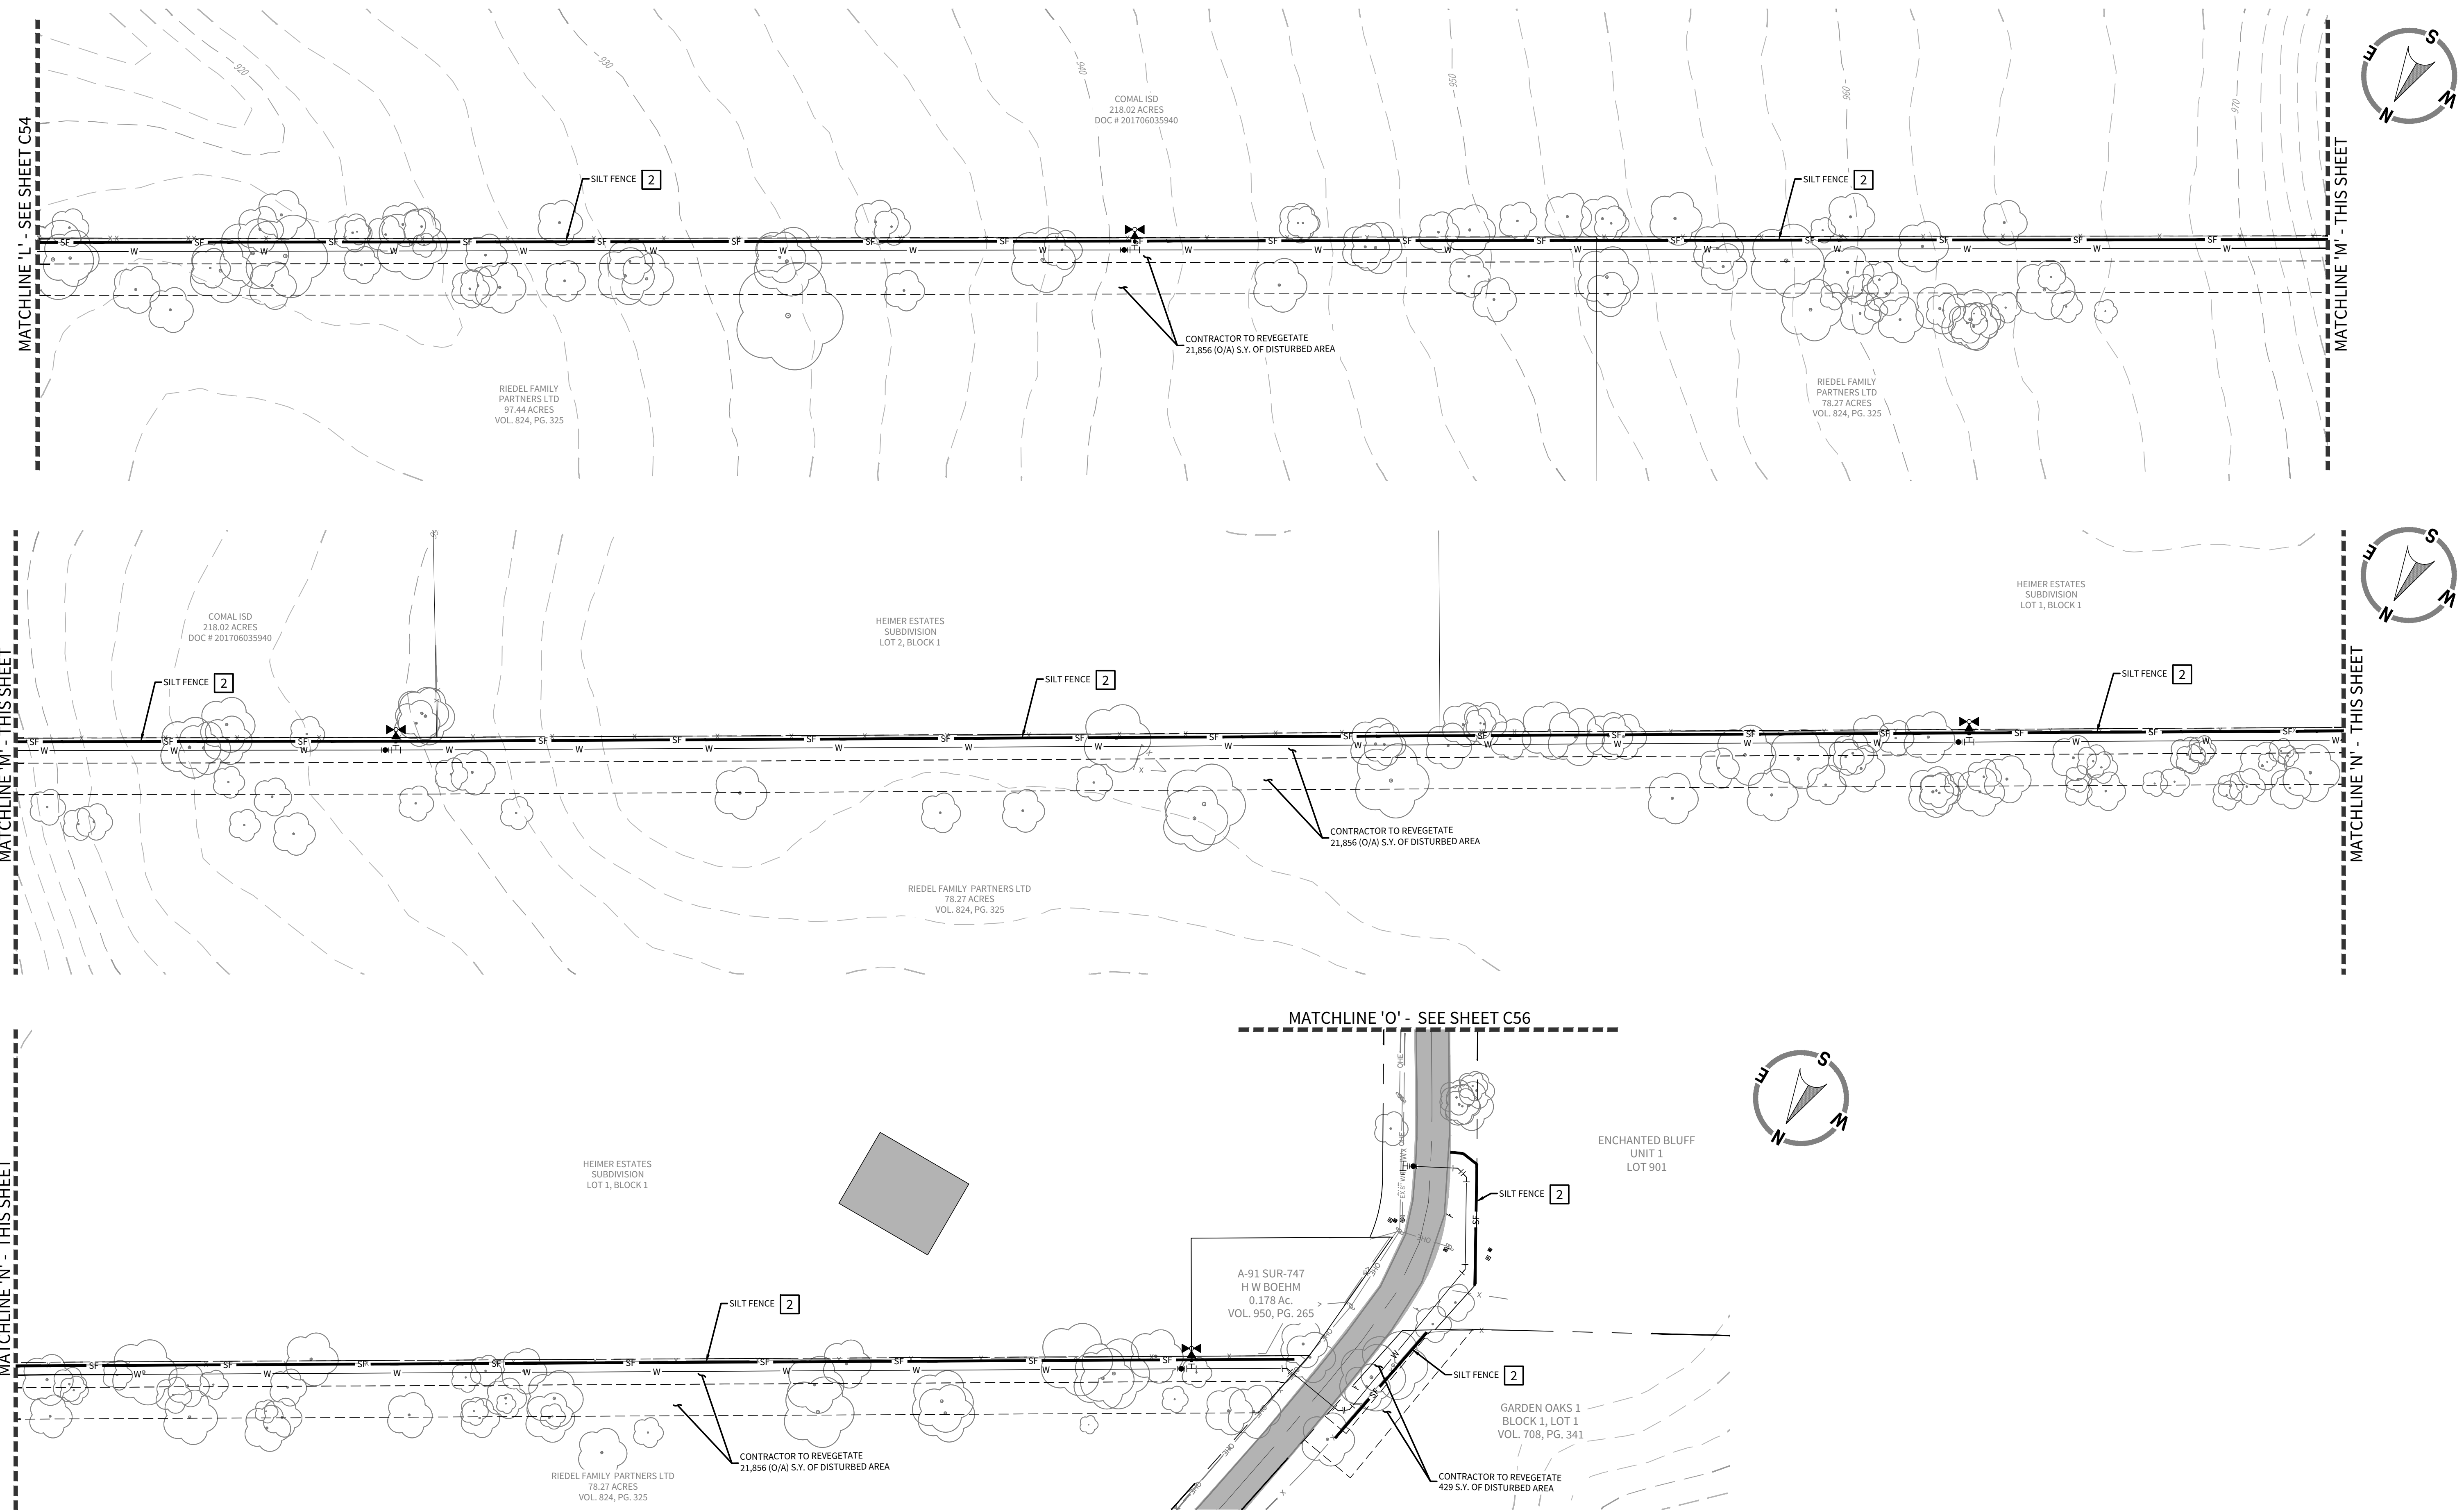 MATCHLINE 'L' - SEE SHEET C54
920
930
940
950
960
970
COMAL ISD
218.02 ACRES
DOC # 201706035940
SILT FENCE 2
SILT FENCE 2
CONTRACTOR TO REVEGETATE
21,856 (O/A) S.Y. OF DISTURBED AREA
RIEDEL FAMILY
PARTNERS LTD
97.44 ACRES
VOL. 824, PG. 325
RIEDEL FAMILY
PARTNERS LTD
78.27 ACRES
VOL. 824, PG. 325
MATCHLINE 'M' - THIS SHEET
E S
N W
MATCHLINE 'M' - THIS SHEET
COMAL ISD
218.02 ACRES
DOC # 201706035940
HEIMER ESTATES
SUBDIVISION
LOT 2, BLOCK 1
HEIMER ESTATES
SUBDIVISION
LOT 1, BLOCK 1
SILT FENCE 2
SILT FENCE 2
SILT FENCE 2
CONTRACTOR TO REVEGETATE
21,856 (O/A) S.Y. OF DISTURBED AREA
RIEDEL FAMILY PARTNERS LTD
78.27 ACRES
VOL. 824, PG. 325
MATCHLINE 'N' - THIS SHEET
E S
N W
MATCHLINE 'O' - SEE SHEET C56
MATCHLINE 'N' - THIS SHEET
HEIMER ESTATES
SUBDIVISION
LOT 1, BLOCK 1
ENCHANTED BLUFF
UNIT 1
LOT 901
SILT FENCE 2
A-91 SUR-747
H W BOEHM
0.178 Ac.
VOL. 950, PG. 265
SILT FENCE 2
SILT FENCE 2
GARDEN OAKS 1
BLOCK 1, LOT 1
VOL. 708, PG. 341
CONTRACTOR TO REVEGETATE
21,856 (O/A) S.Y. OF DISTURBED AREA
CONTRACTOR TO REVEGETATE
429 S.Y. OF DISTURBED AREA
RIEDEL FAMILY PARTNERS LTD
78.27 ACRES
VOL. 824, PG. 325
E S
N W
SF
W
OHE